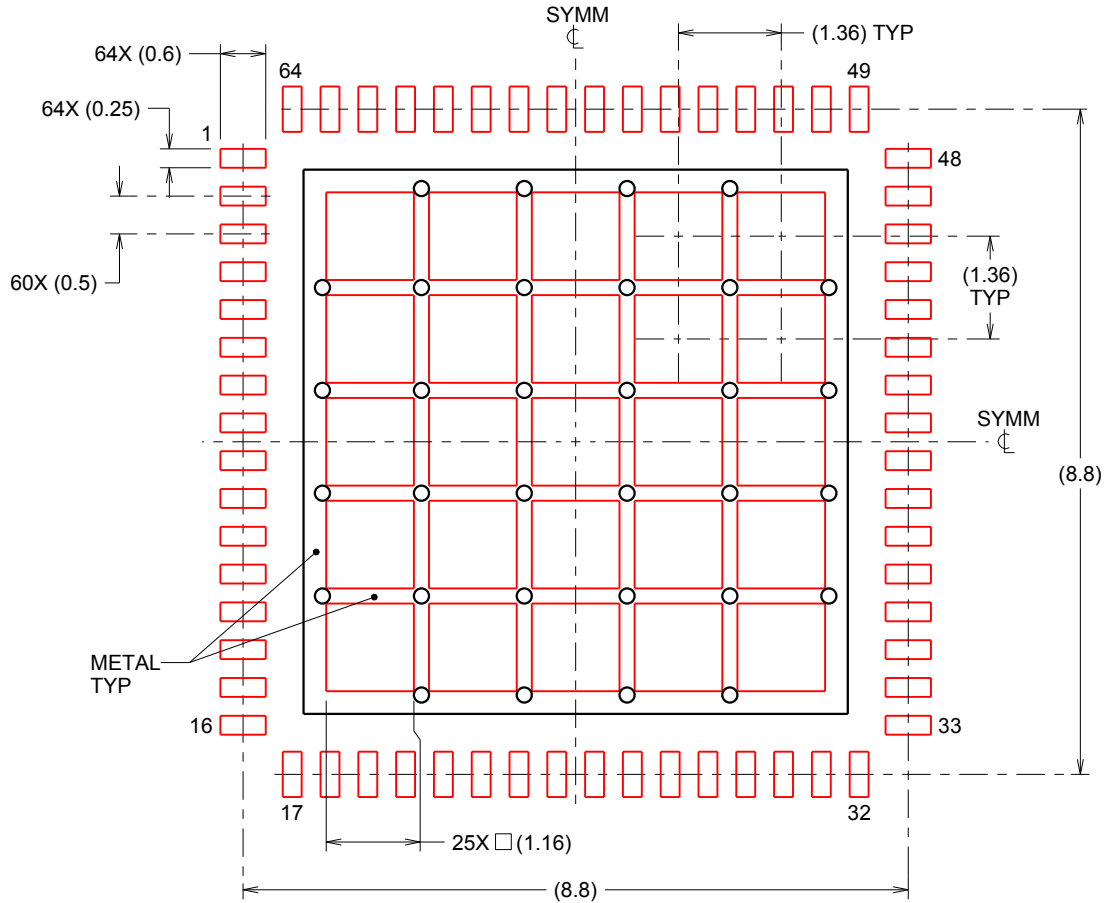 SYMM
℄
(1.36) TYP
64X (0.6)
64
49
64X (0.25)
1
48
60X (0.5)
(1.36)
TYP
SYMM
℄
(8.8)
METAL
TYP
16
33
17
32
25X □ (1.16)
(8.8)